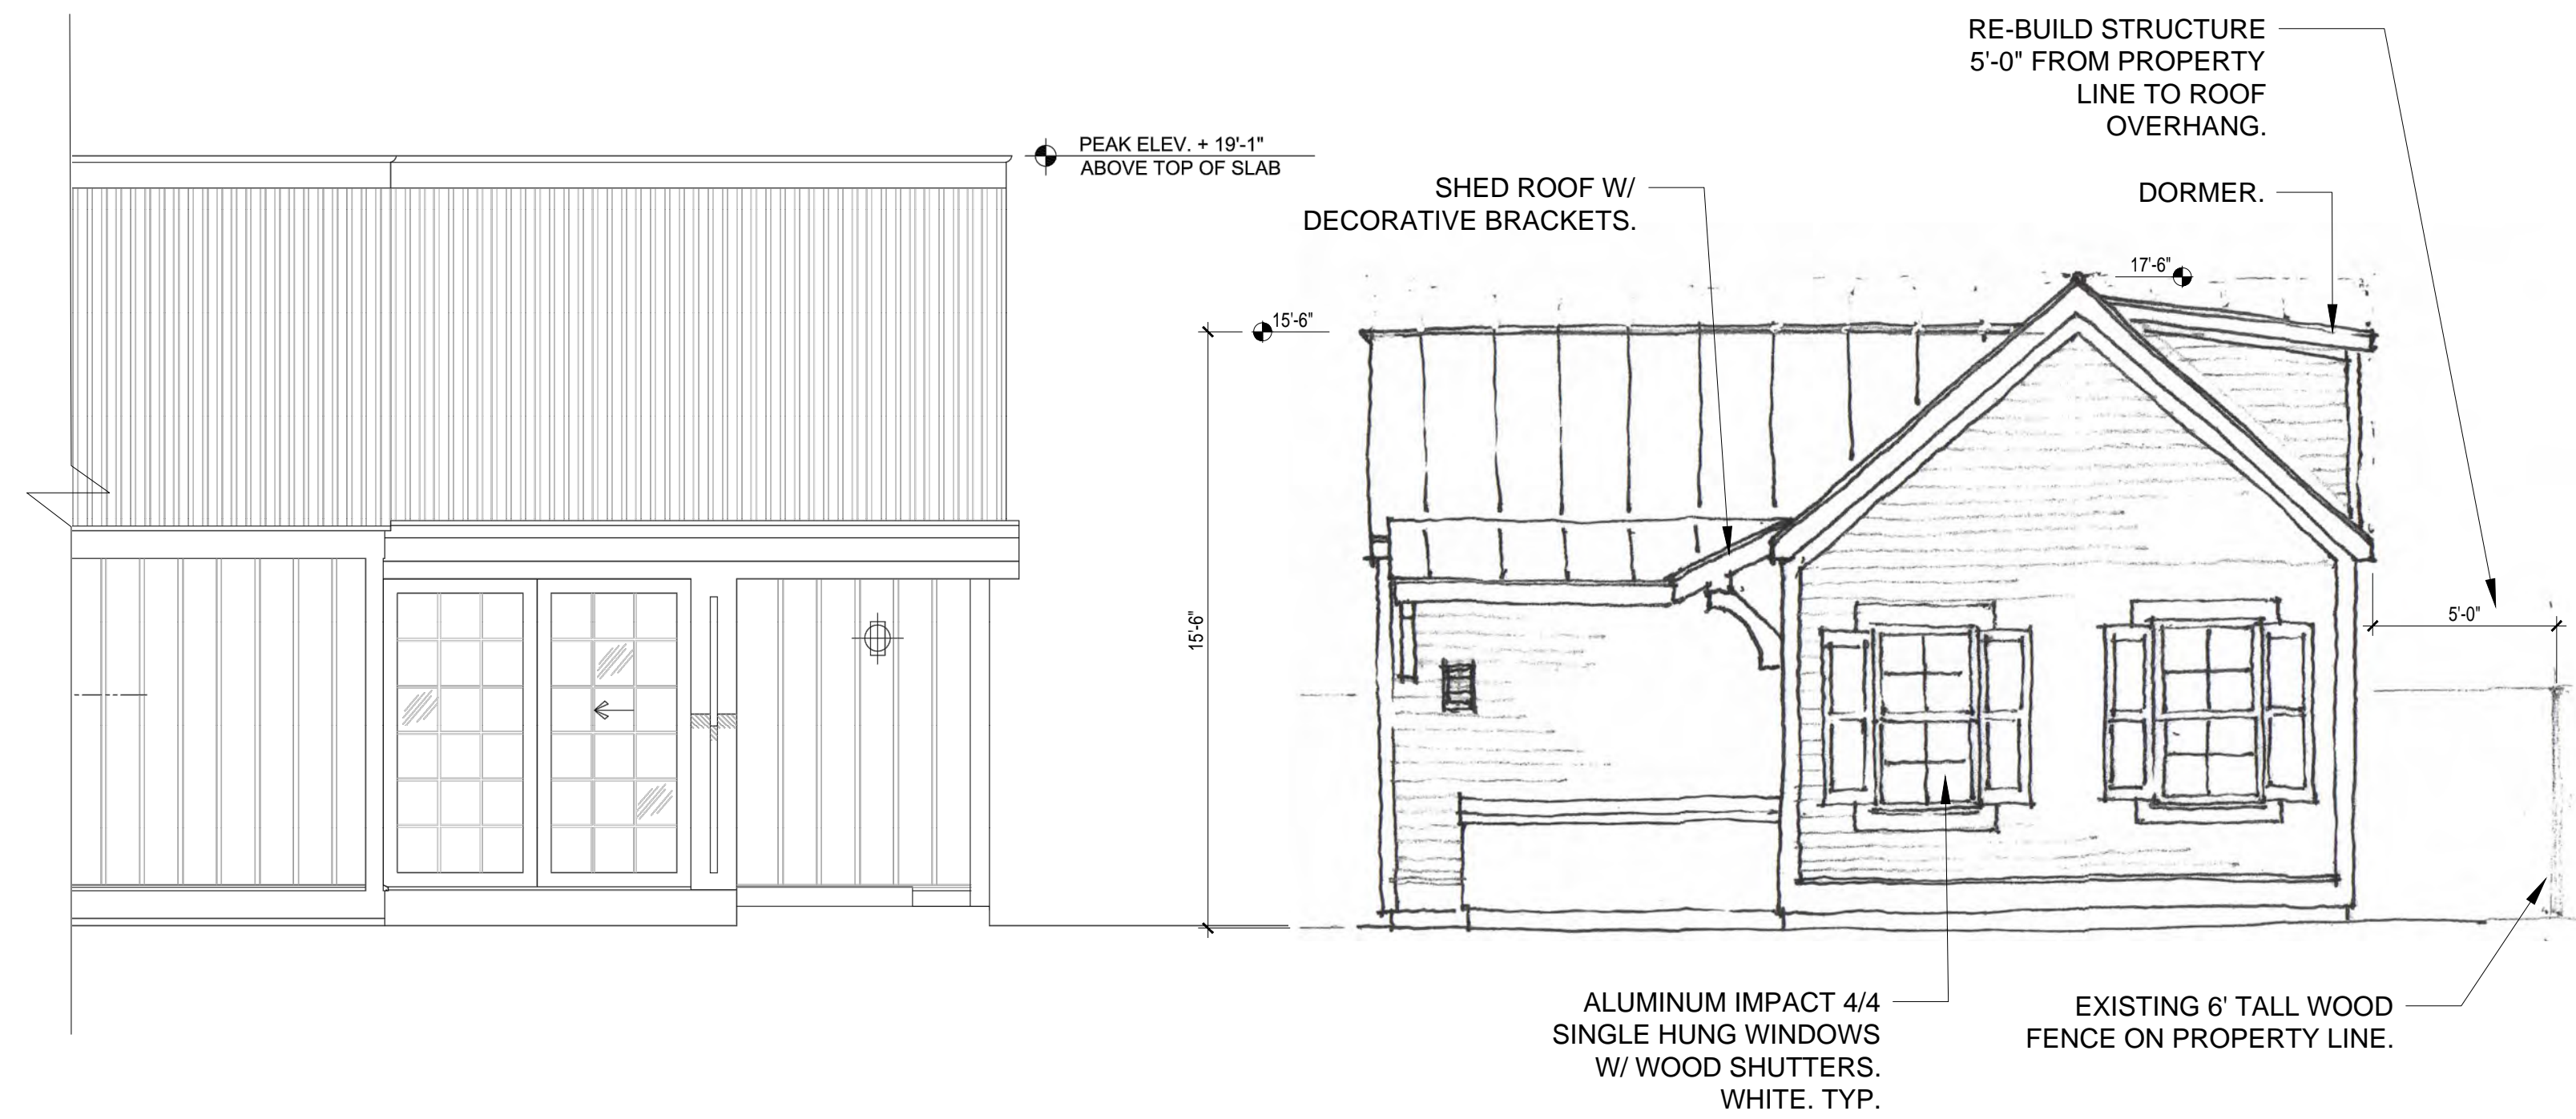 RE-BUILD STRUCTURE
5'-0" FROM PROPERTY
LINE TO ROOF
OVERHANG.
PEAK ELEV. + 19'-1"
ABOVE TOP OF SLAB
SHED ROOF W/
DECORATIVE BRACKETS.
DORMER.
17'-6"
15'-6"
15'-6"
5'-0"
ALUMINUM IMPACT 4/4
SINGLE HUNG WINDOWS
W/ WOOD SHUTTERS.
WHITE. TYP.
EXISTING 6' TALL WOOD
FENCE ON PROPERTY LINE.